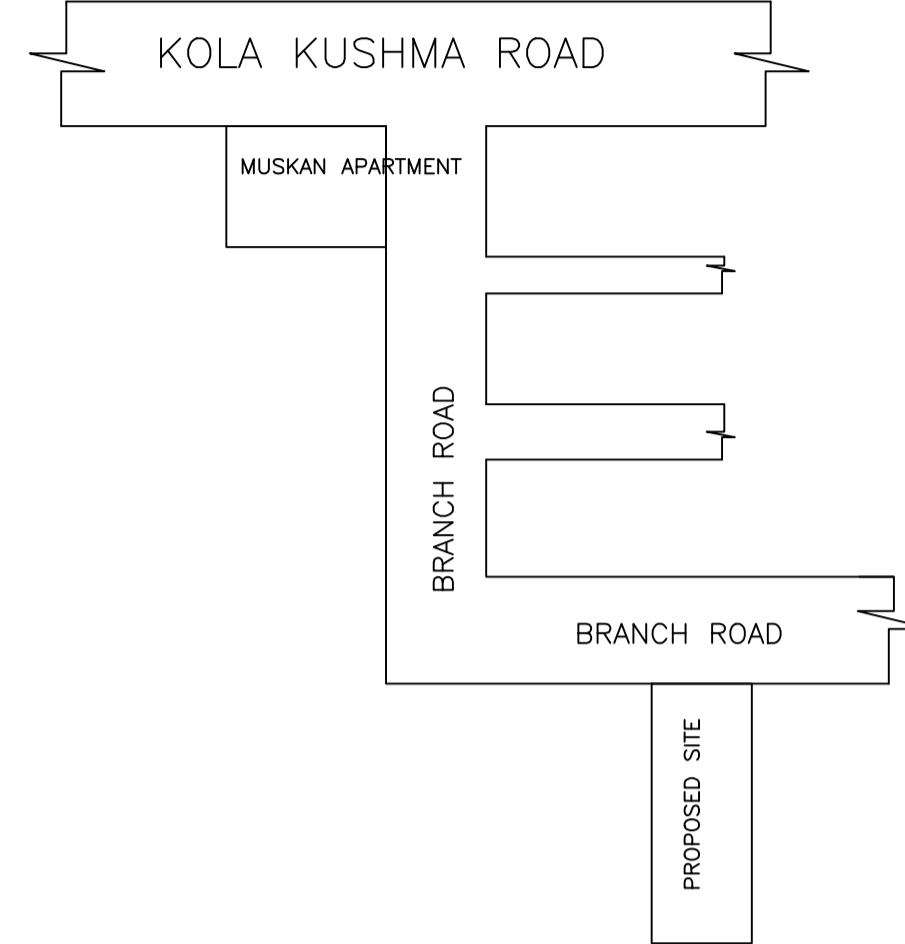 KOLA KUSHMA ROAD
MUSKAN APARTMENT
BRANCH ROAD
BRANCH ROAD
PROPOSED SITE